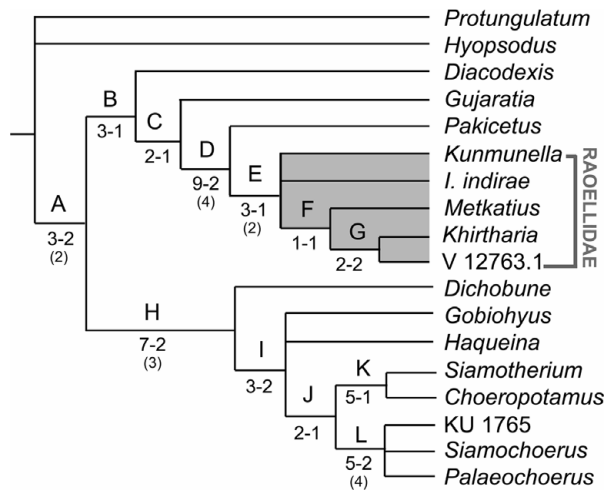 Protungulatum
Hyopsodus
Diacodexis
B
3-1
C
Gujaratia
2-1
D
Pakicetus
9-2
(4)
E
Kunmunella
3-1
(2)
I. indirae
F
Metkatius
1-1
G
Khirtharia
2-2
V 12763.1
RAOELLIDAE
A
3-2
(2)
Dichobune
H
7-2
(3)
Gobiohyus
I
Haqueina
3-2
K
Siamotherium
5-1
J
Choeropotamus
2-1
KU 1765
L
Siamochoerus
5-2
(4)
Palaeochoerus